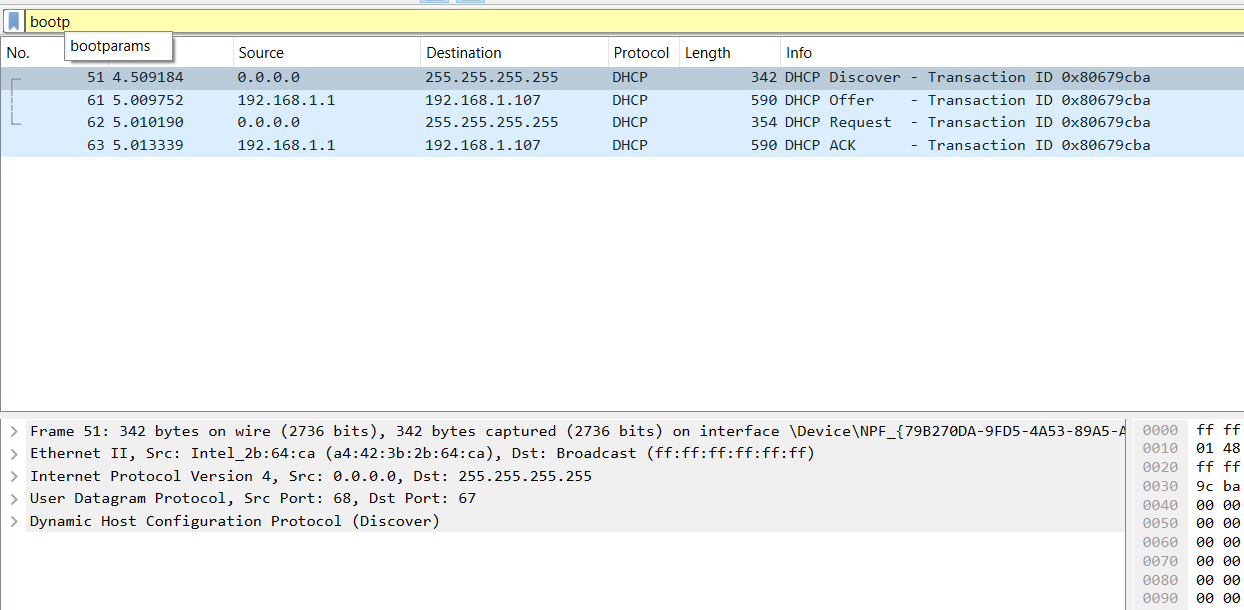 bootp
bootparams
No. Source Destination Protocol Length Info
51 4.509184 0.0.0.0 255.255.255.255 DHCP 342 DHCP Discover - Transaction ID 0x80679cba
61 5.009752 192.168.1.1 192.168.1.107 DHCP 590 DHCP Offer - Transaction ID 0x80679cba
62 5.010190 0.0.0.0 255.255.255.255 DHCP 354 DHCP Request - Transaction ID 0x80679cba
63 5.013339 192.168.1.1 192.168.1.107 DHCP 590 DHCP ACK - Transaction ID 0x80679cba
Frame 51: 342 bytes on wire (2736 bits), 342 bytes captured (2736 bits) on interface \Device\NPF_{79B270DA-9FD5-4A53-89A5-A
Ethernet II, Src: Intel_2b:64:ca (a4:42:3b:2b:64:ca), Dst: Broadcast (ff:ff:ff:ff:ff:ff)
Internet Protocol Version 4, Src: 0.0.0.0, Dst: 255.255.255.255
User Datagram Protocol, Src Port: 68, Dst Port: 67
Dynamic Host Configuration Protocol (Discover)
0000 ff ff
0010 01 48
0020 ff ff
0030 9c ba
0040 00 00
0050 00 00
0060 00 00
0070 00 00
0080 00 00
0090 00 00